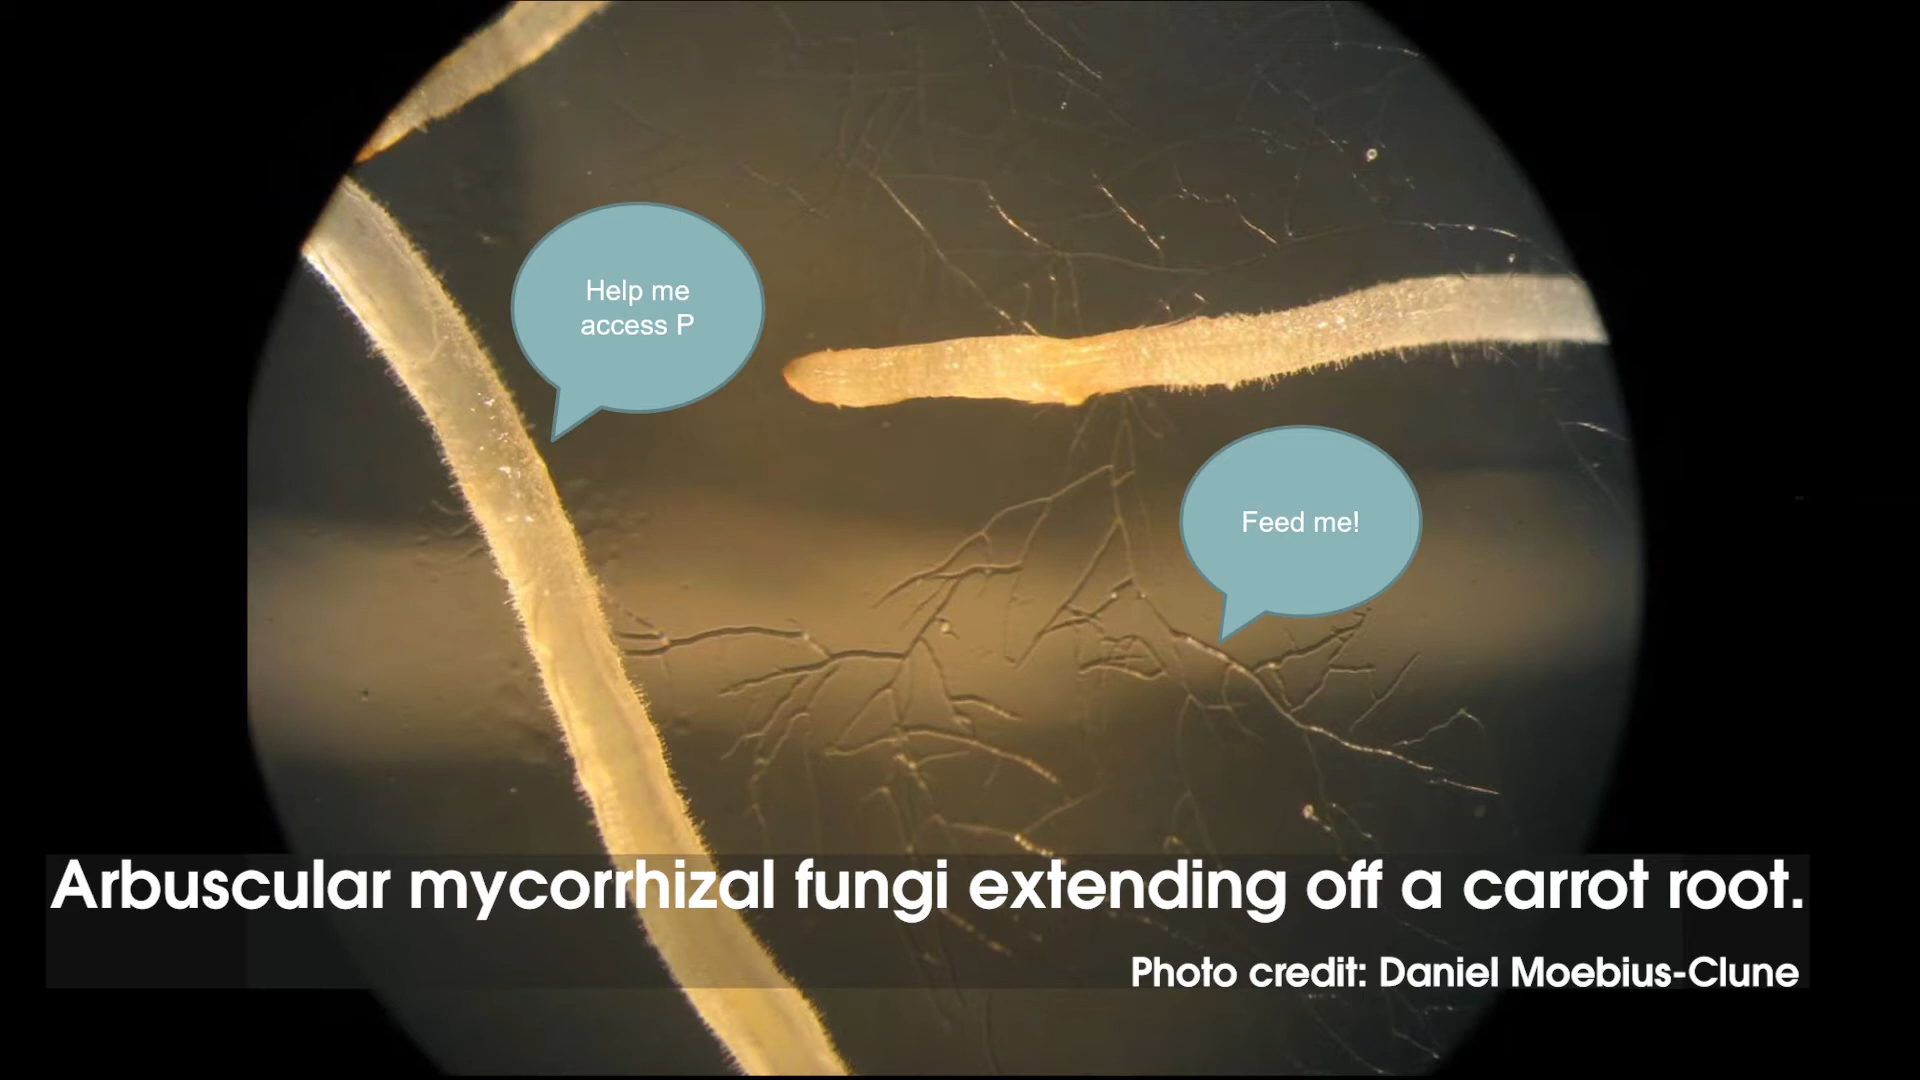 Help me
access P
Feed me!
Arbuscular mycorrhizal fungi extending off a carrot root.
Photo credit: Daniel Moebius-Clune